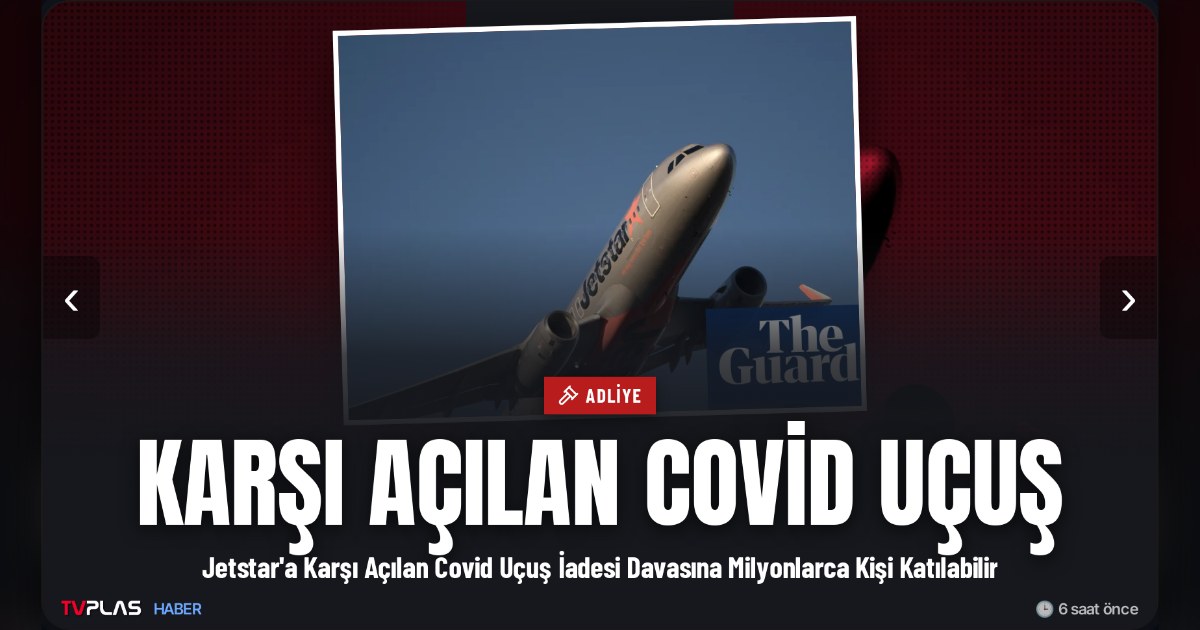 Jetstar
The
Guard
ADLİYE
KARŞI AÇILAN COVİD UÇUŞ
Jetstar'a Karşı Açılan Covid Uçuş İadesi Davasına Milyonlarca Kişi Katılabilir
TVPLAS HABER
6 saat önce